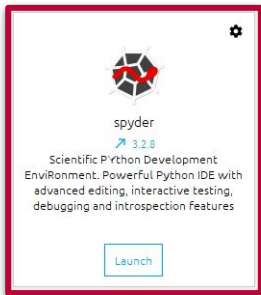 spyder
3.2.8
Scientific PYthon Development
EnviRonment. Powerful Python IDE with
advanced editing, interactive testing,
debugging and introspection features
Launch